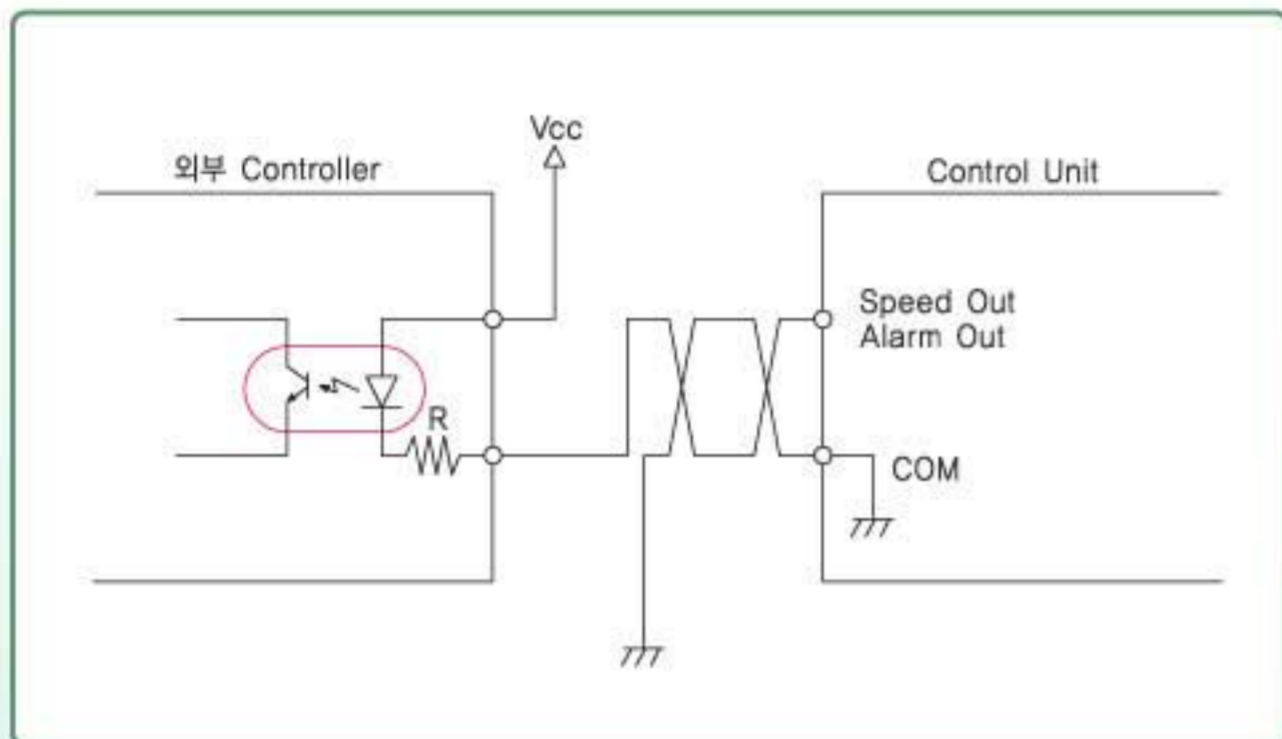 Vcc
외부 Controller
Control Unit
Speed Out
Alarm Out
R
COM